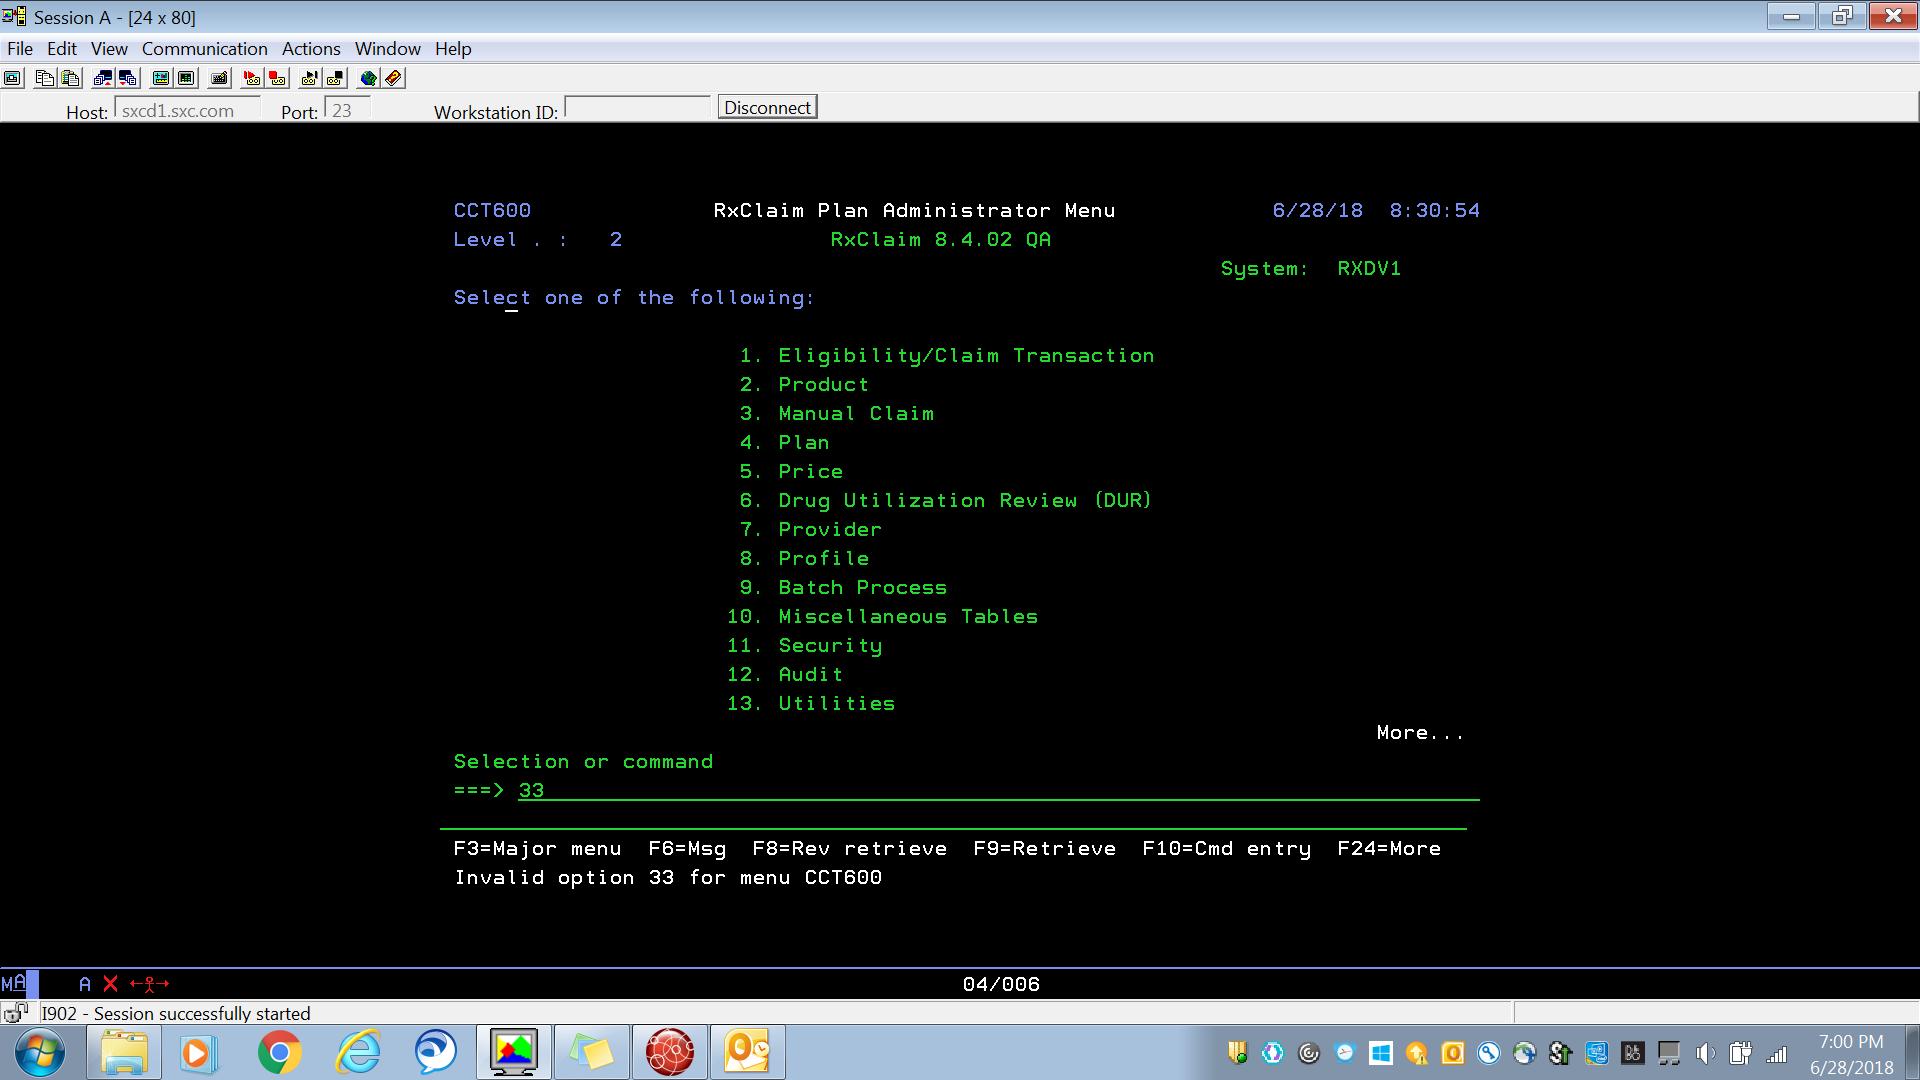 Session A - [24 x 80]
File Edit View Communication Actions Window Help
Host: sxcd1.sxc.com Port: 23 Workstation ID: Disconnect
CCT600 RxClaim Plan Administrator Menu 6/28/18 8:30:54
Level . : 2 RxClaim 8.4.02 QA
System: RXDV1
Select one of the following:
1. Eligibility/Claim Transaction
2. Product
3. Manual Claim
4. Plan
5. Price
6. Drug Utilization Review (DUR)
7. Provider
8. Profile
9. Batch Process
10. Miscellaneous Tables
11. Security
12. Audit
13. Utilities
More...
Selection or command
===> 33
F3=Major menu F6=Msg F8=Rev retrieve F9=Retrieve F10=Cmd entry F24=More
Invalid option 33 for menu CCT600
MA A X 04/006
I902 - Session successfully started
7:00 PM
6/28/2018